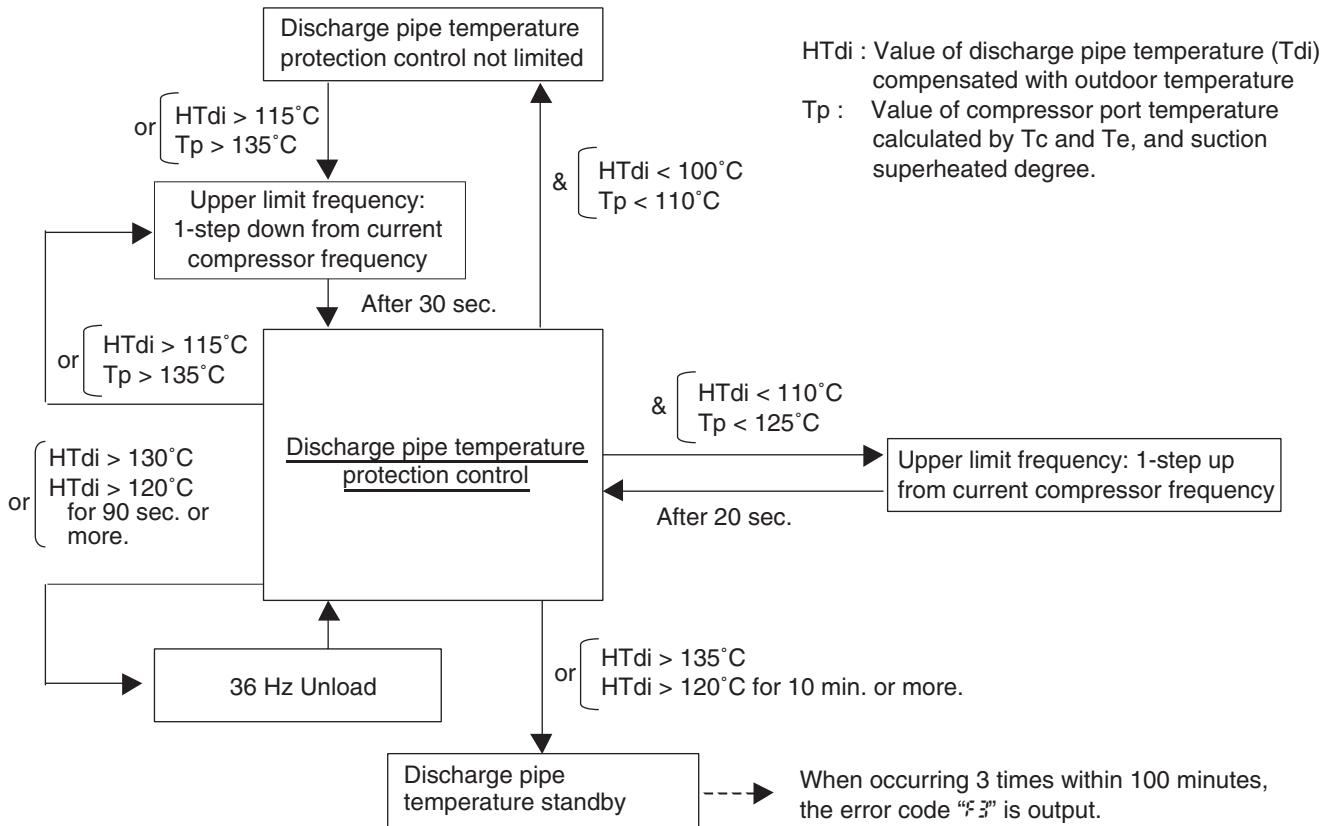 Discharge pipe temperature
protection control not limited
HTdi : Value of discharge pipe temperature (Tdi)
compensated with outdoor temperature
Tp : Value of compressor port temperature
calculated by Tc and Te, and suction
superheated degree.
or
HTdi > 115˚C
Tp > 135˚C
&
HTdi < 100˚C
Tp < 110˚C
Upper limit frequency:
1-step down from current
compressor frequency
After 30 sec.
or
HTdi > 115˚C
Tp > 135˚C
&
HTdi < 110˚C
Tp < 125˚C
Discharge pipe temperature
protection control
Upper limit frequency: 1-step up
from current compressor frequency
After 20 sec.
or
HTdi > 130˚C
HTdi > 120˚C
for 90 sec. or
more.
36 Hz Unload
or
HTdi > 135˚C
HTdi > 120˚C for 10 min. or more.
Discharge pipe
temperature standby
When occurring 3 times within 100 minutes,
the error code “F3” is output.